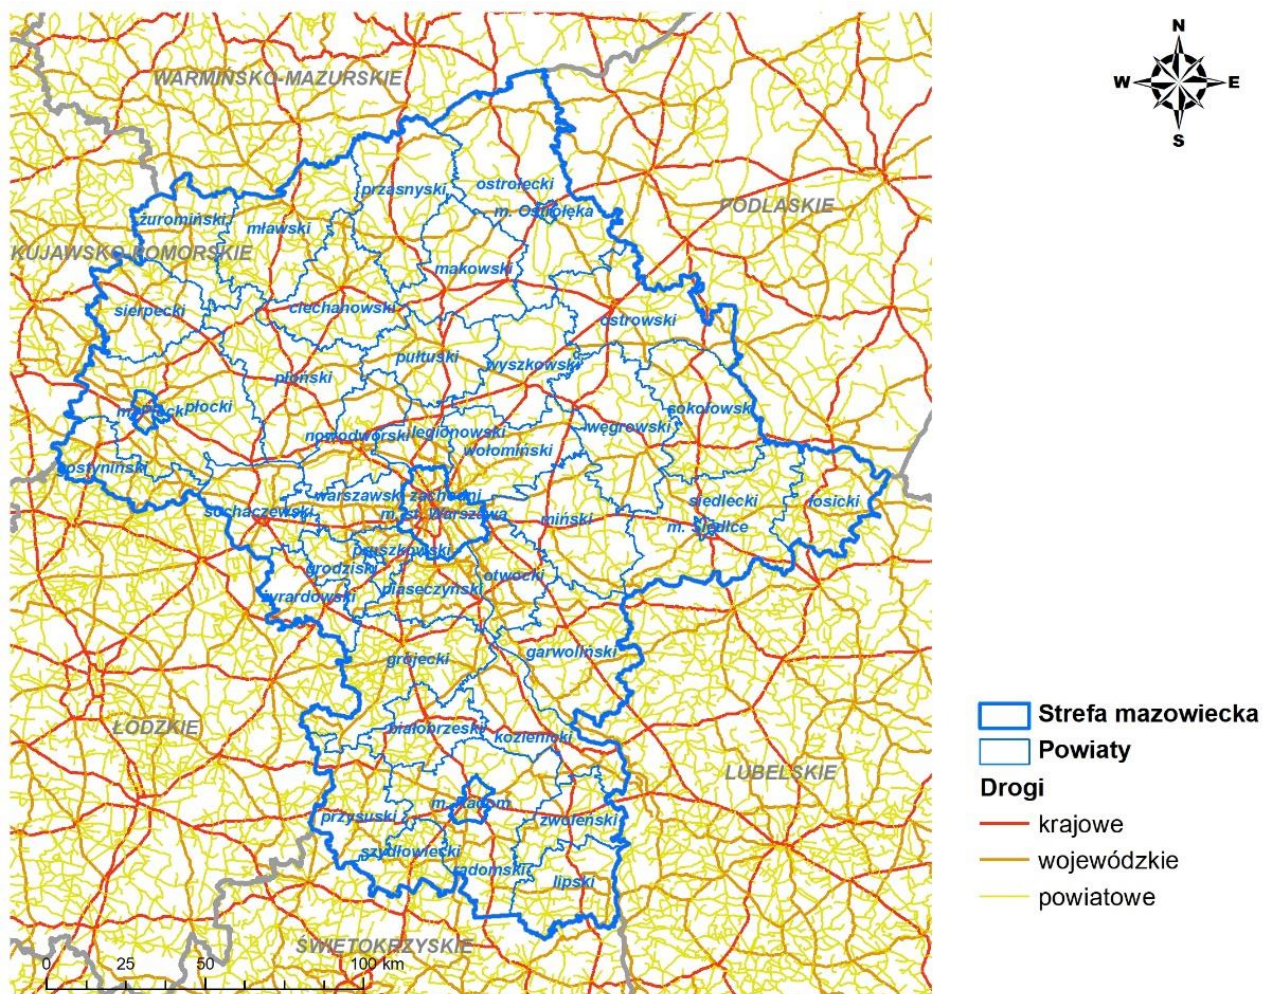 N
W E
S
WARMIŃSKO-MAZURSKIE
przasnyski
ostrołęcki
m. Ostrołęka
PODLASKIE
żuromiński
mławski
KUJAWSKO-POMORSKIE
makowski
sierpecki
ciechanowski
ostrowski
pułtuski
wyszkowski
płoński
m. Płock
płocki
sokołowski
węgrowski
nowodworski
legionowski
wołomiński
gostyniński
warszawski zachodni
siedlecki
łosicki
sochaczewski
m. st. Warszawa
miński
m. Siedlce
pruszkowski
grodziski
otwocki
piaseczyński
żyrardowski
grójecki
garwoliński
Strefa mazowiecka
ŁÓDZKIE
białobrzeski
kozienicki
Powiaty
LUBELSKIE
Drogi
m. Radom
przysuski
zwoleński
krajowe
szydłowiecki
radomski
lipski
wojewódzkie
powiatowe
ŚWIĘTOKRZYSKIE
0 25 50 100 km